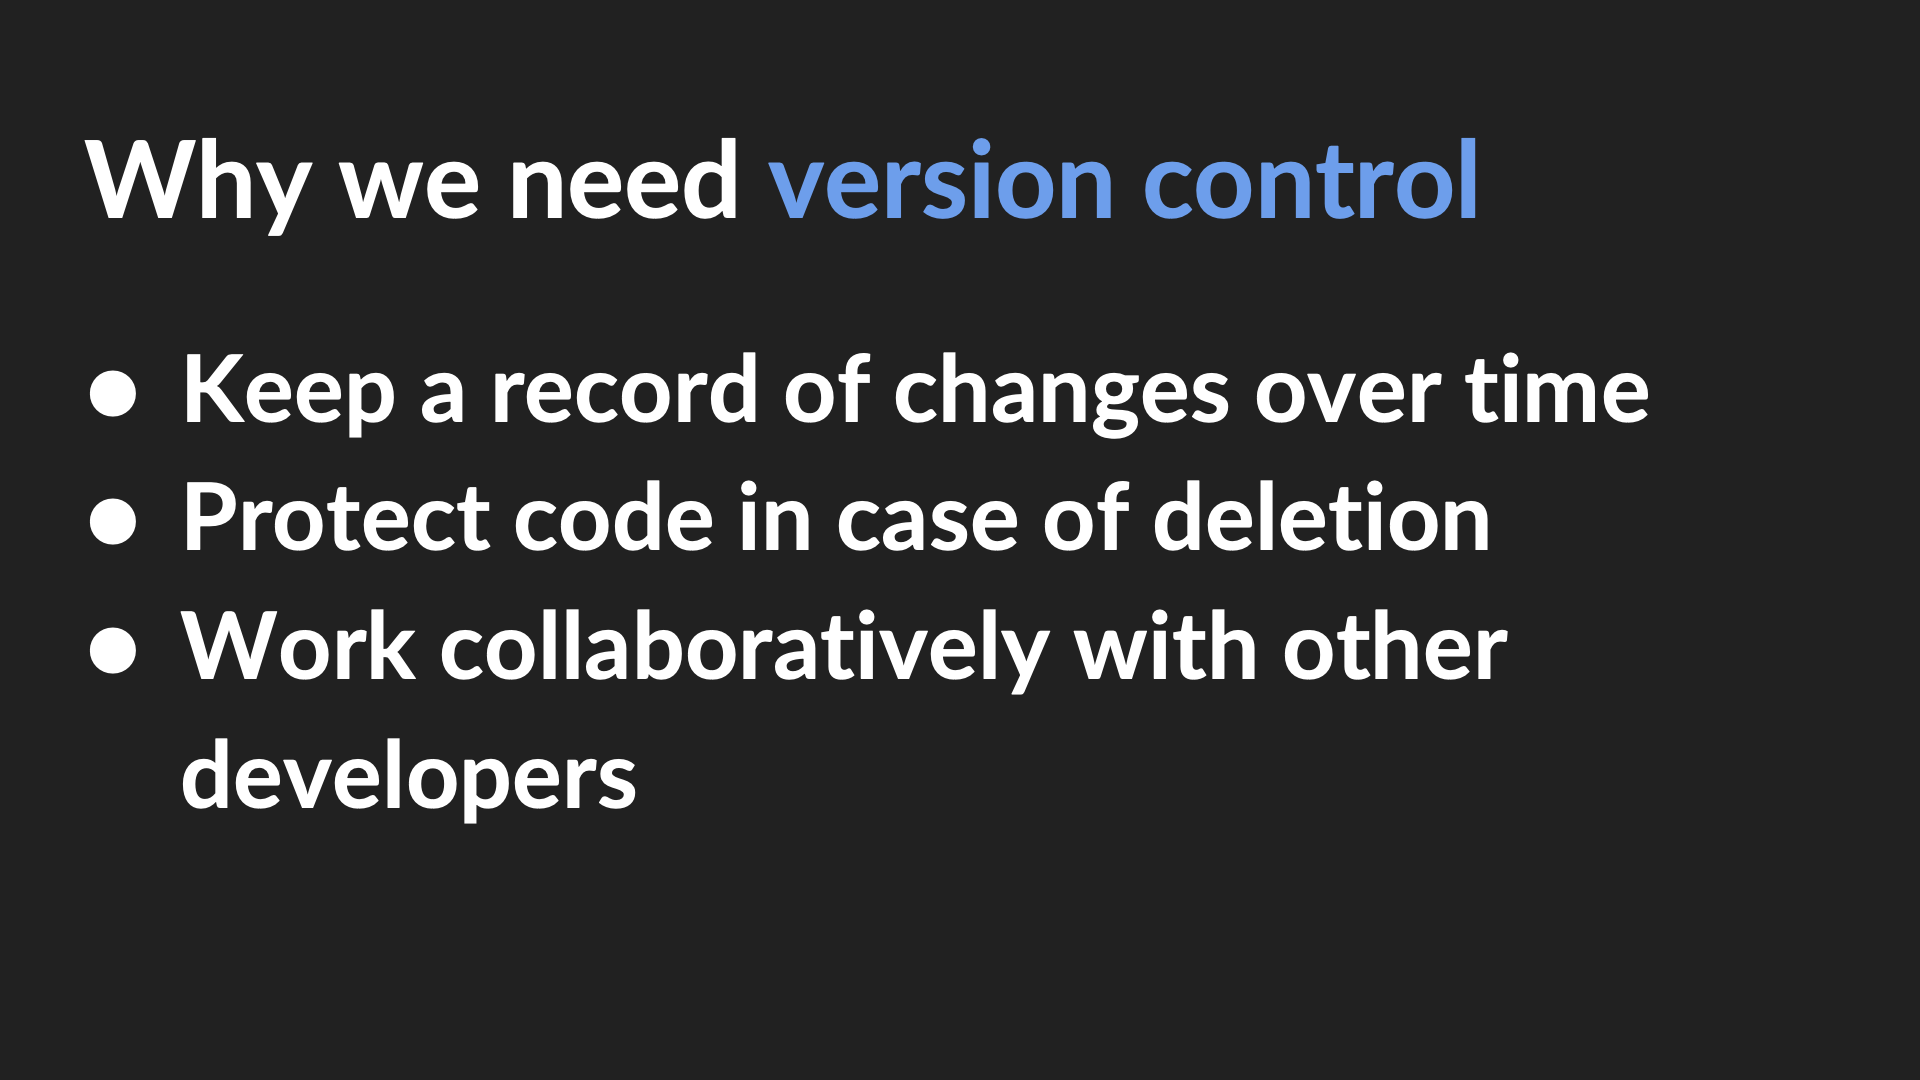 Why we need version control
● Keep a record of changes over time
● Protect code in case of deletion
● Work collaboratively with other
developers